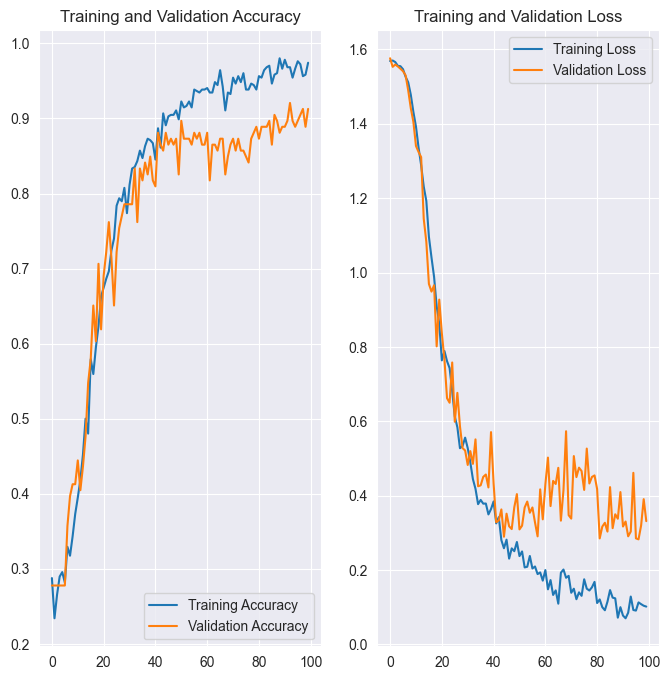 Training and Validation Accuracy
1.0
0.9
0.8
0.7
0.6
0.5
0.4
0.3
0.2
0 20 40 60 80 100
Training Accuracy
Validation Accuracy
Training and Validation Loss
1.6
1.4
1.2
1.0
0.8
0.6
0.4
0.2
0.0
0 20 40 60 80 100
Training Loss
Validation Loss